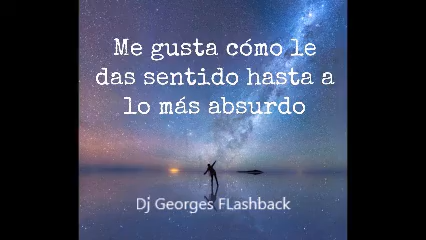 Me gusta cómo le
das sentido hasta a
lo más absurdo
Dj Georges FLashback